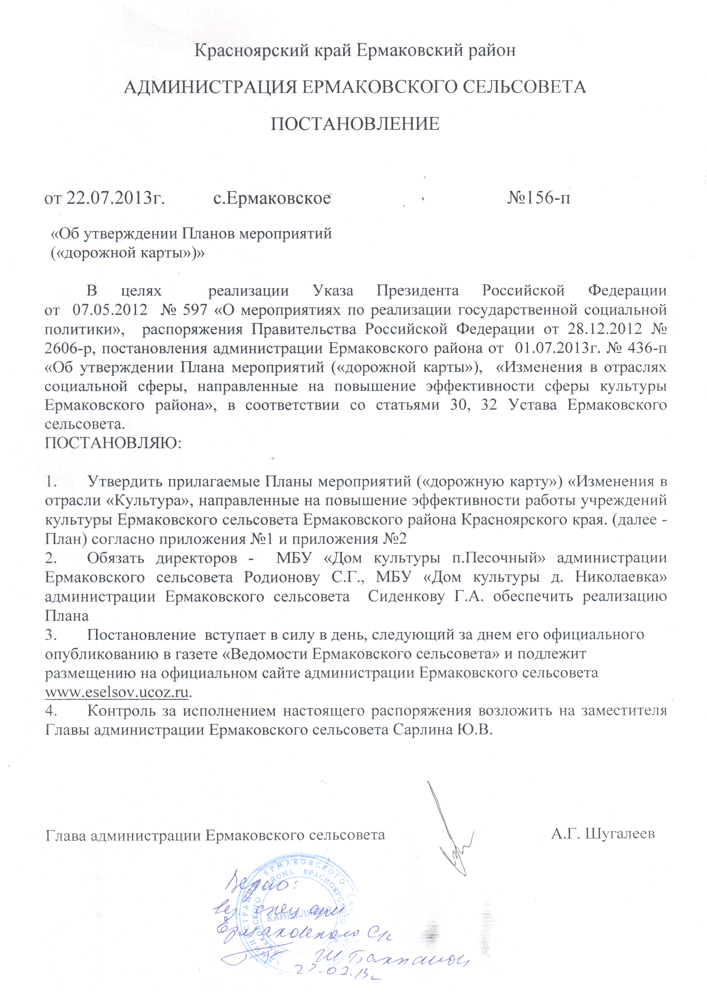 Красноярский край Ермаковский район
АДМИНИСТРАЦИЯ ЕРМАКОВСКОГО СЕЛЬСОВЕТА
ПОСТАНОВЛЕНИЕ
от 22.07.2013г. с.Ермаковское №156-п
«Об утверждении Планов мероприятий
(«дорожной карты»)»
В целях реализации Указа Президента Российской Федерации
от 07.05.2012 № 597 «О мероприятиях по реализации государственной социальной
политики», распоряжения Правительства Российской Федерации от 28.12.2012 №
2606-р, постановления администрации Ермаковского района от 01.07.2013г. № 436-п
«Об утверждении Плана мероприятий («дорожной карты»), «Изменения в отраслях
социальной сферы, направленные на повышение эффективности сферы культуры
Ермаковского района», в соответствии со статьями 30, 32 Устава Ермаковского
сельсовета.
ПОСТАНОВЛЯЮ:
1. Утвердить прилагаемые Планы мероприятий («дорожную карту») «Изменения в
отрасли «Культура», направленные на повышение эффективности работы учреждений
культуры Ермаковского сельсовета Ермаковского района Красноярского края. (далее -
План) согласно приложения №1 и приложения №2
2. Обязать директоров - МБУ «Дом культуры п.Песочный» администрации
Ермаковского сельсовета Родионову С.Г., МБУ «Дом культуры д. Николаевка»
администрации Ермаковского сельсовета Сиденкову Г.А. обеспечить реализацию
Плана
3. Постановление вступает в силу в день, следующий за днем его официального
опубликованию в газете «Ведомости Ермаковского сельсовета» и подлежит
размещению на официальном сайте администрации Ермаковского сельсовета
www.eselsov.ucoz.ru.
4. Контроль за исполнением настоящего распоряжения возложить на заместителя
Главы администрации Ермаковского сельсовета Сарлина Ю.В.
Глава администрации Ермаковского сельсовета А.Г. Шугалеев
АДМИНИСТРАЦИЯ ЕРМАКОВСКОГО
ЕРМАКОВСКОГО РАЙОНА КРАСНОЯРСКОГО
КАНЦЕЛЯРИЯ
Верно:
вед. спец. адм.
Ермаковского с/с